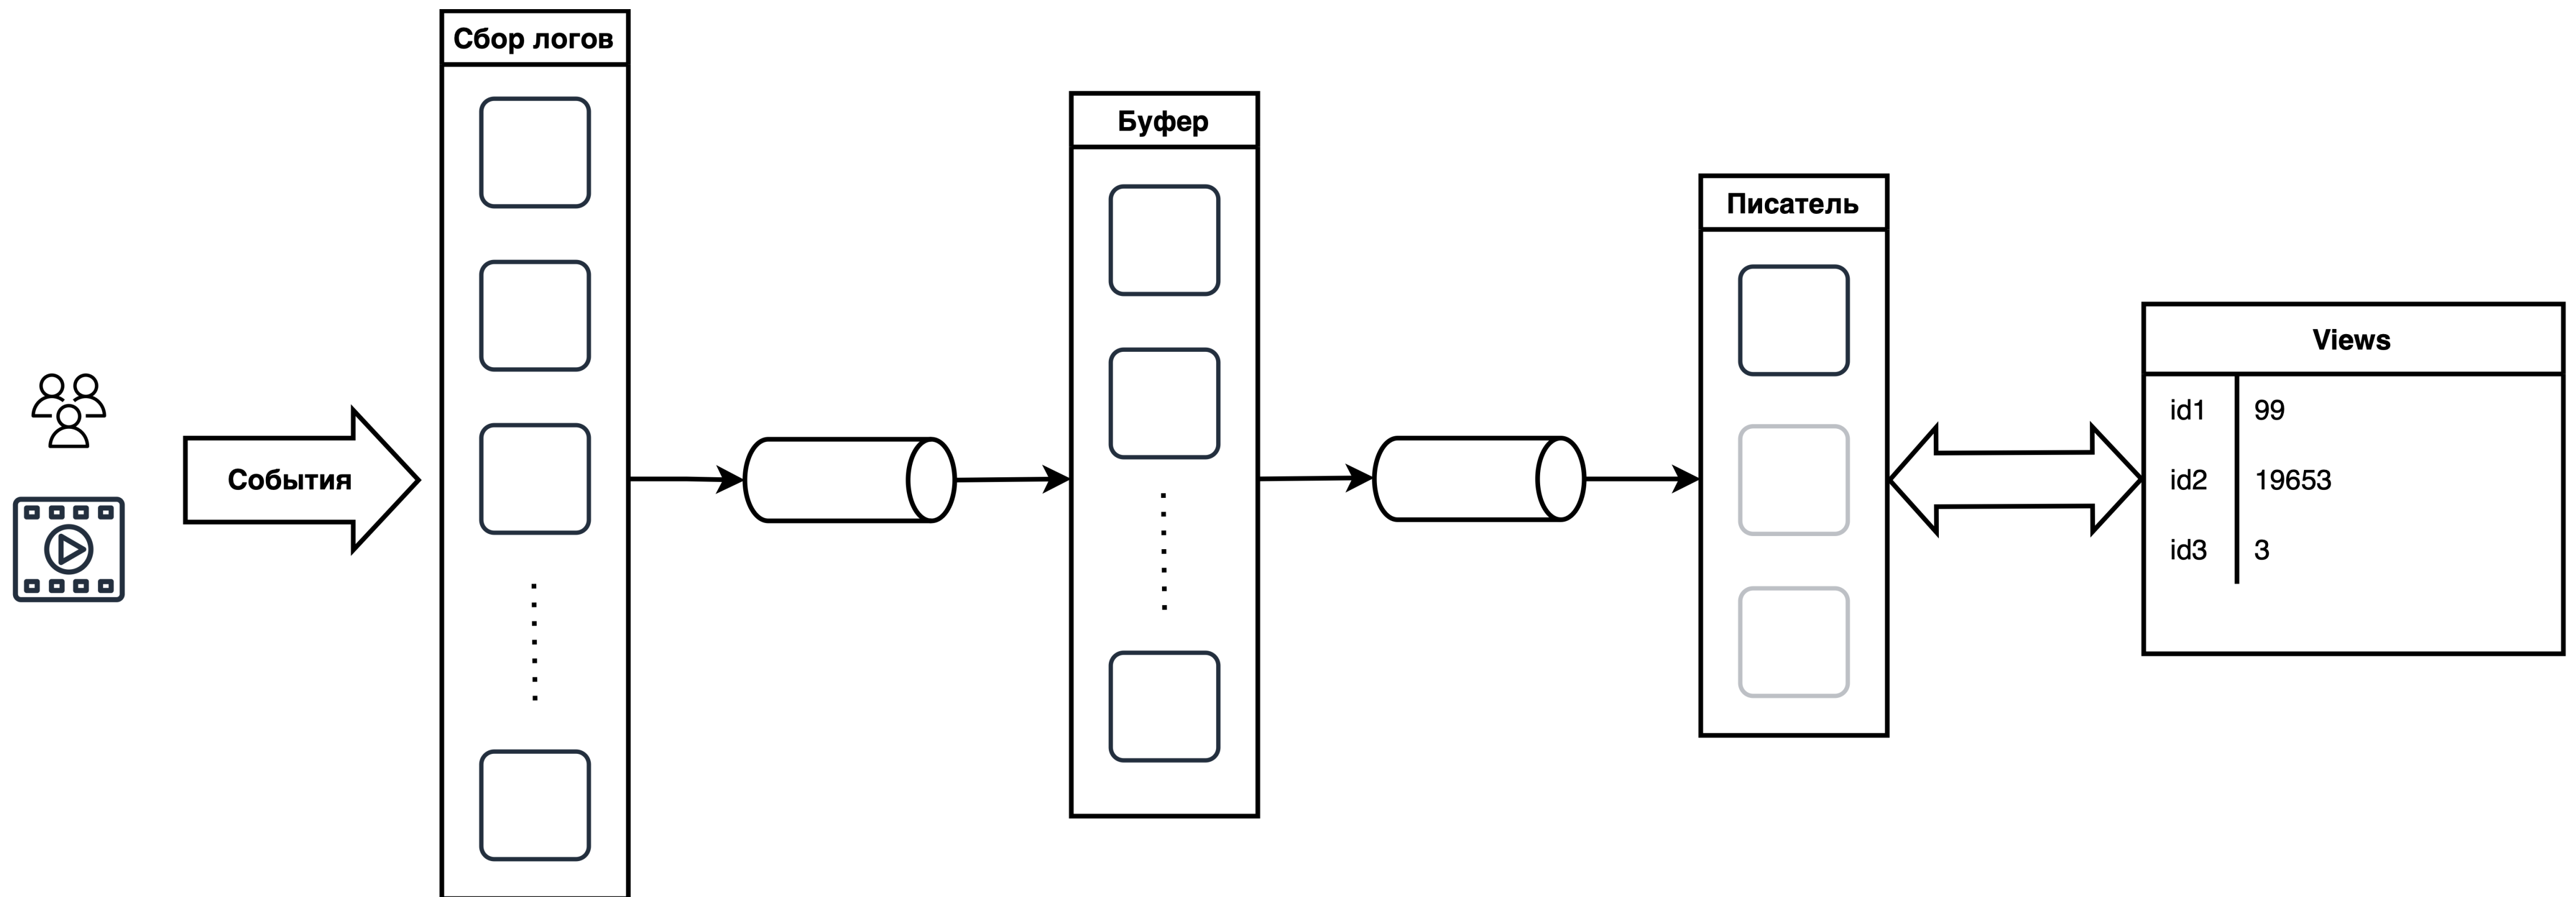 Сбор логов
Буфер
Писатель
События
Views
id1 99
id2 19653
id3 3